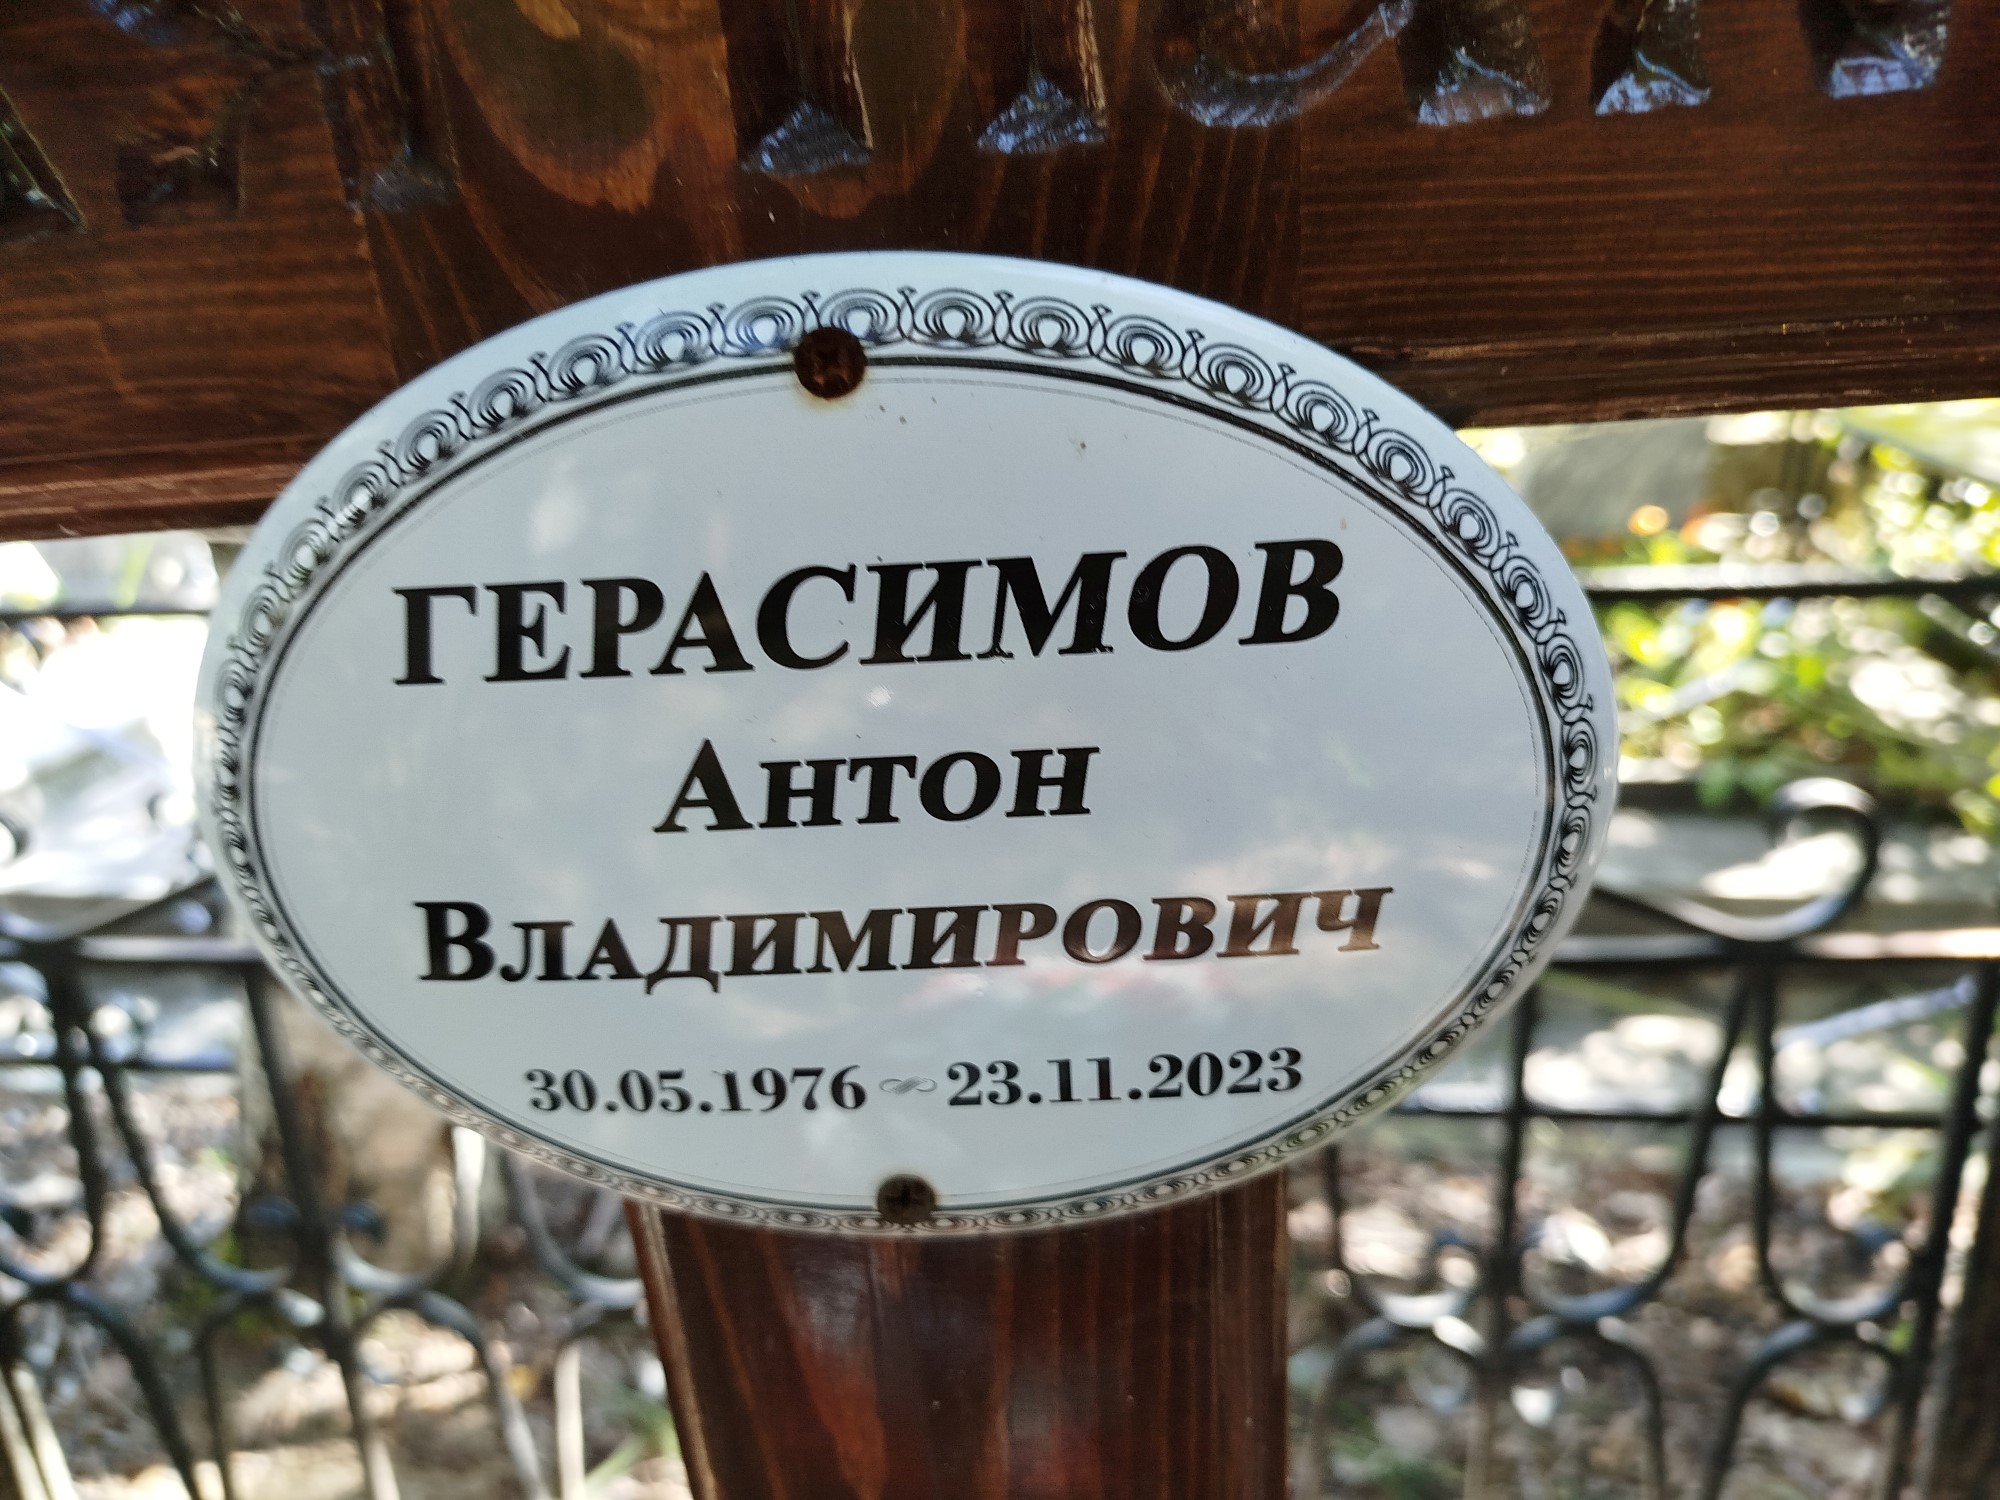 ГЕРАСИМОВ
Антон
Владимирович
30.05.1976 ~ 23.11.2023